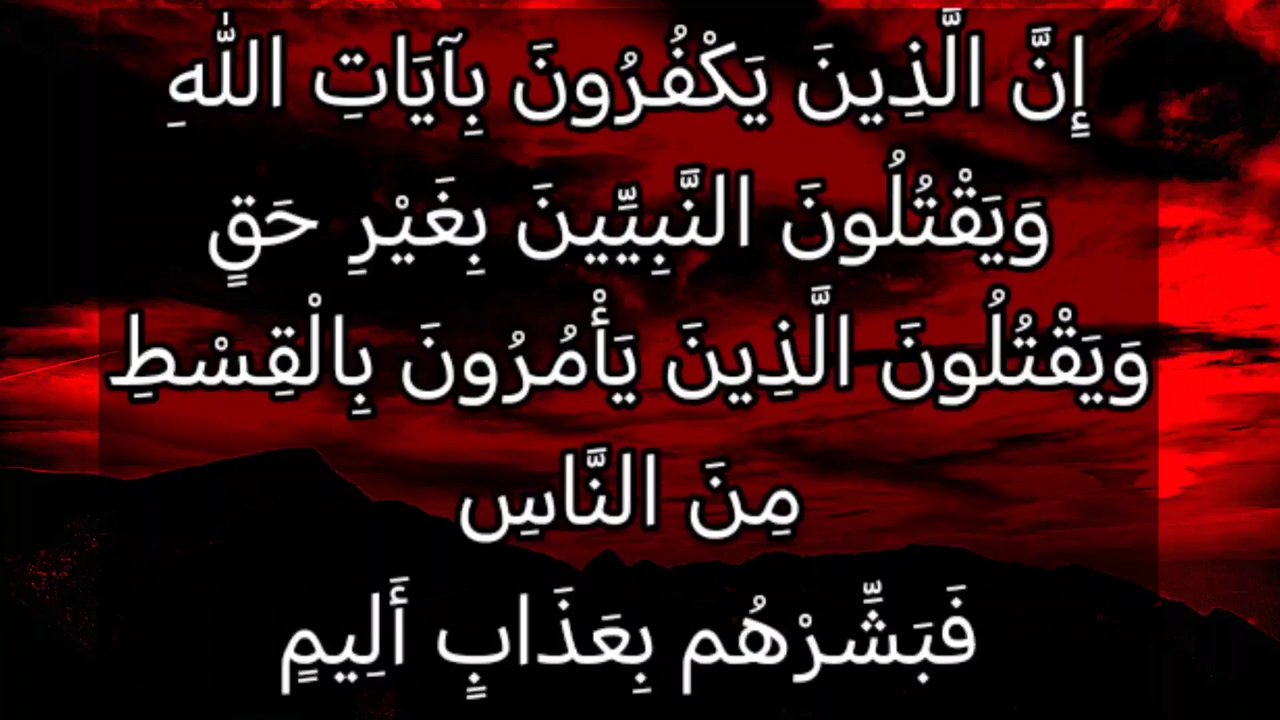 إِنَّ الَّذِينَ يَكْفُرُونَ بِآيَاتِ اللَّهِ
وَيَقْتُلُونَ النَّبِيِّينَ بِغَيْرِ حَقٍ
وَيَقْتُلُونَ الَّذِينَ يَأْمُرُونَ بِالْقِسْطِ
مِنَ النَّاسِ
فَبَشِّرْهُم بِعَذَابٍ أَلِيمٍ